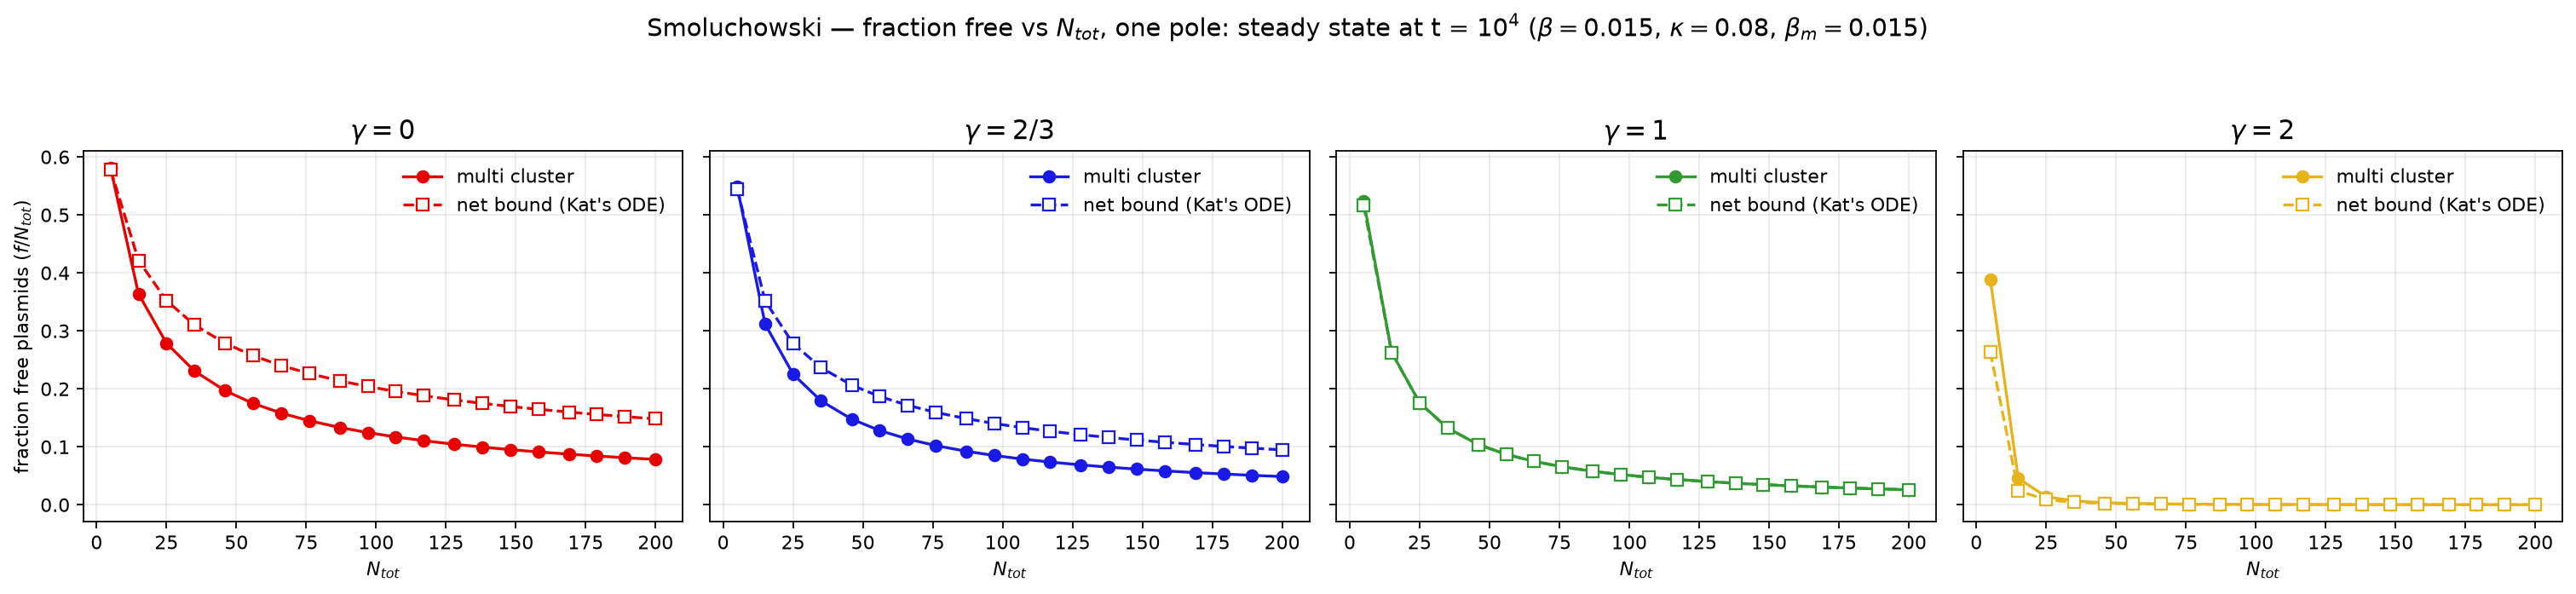 Smoluchowski — fraction free vs N_tot, one pole: steady state at t = 10⁴ (β = 0.015, κ = 0.08, β_m = 0.015)
γ = 0
γ = 2/3
γ = 1
γ = 2
fraction free plasmids (f/N_tot)
0.6
0.5
0.4
0.3
0.2
0.1
0.0
multi cluster
net bound (Kat's ODE)
multi cluster
net bound (Kat's ODE)
multi cluster
net bound (Kat's ODE)
multi cluster
net bound (Kat's ODE)
0 25 50 75 100 125 150 175 200
0 25 50 75 100 125 150 175 200
0 25 50 75 100 125 150 175 200
0 25 50 75 100 125 150 175 200
N_tot
N_tot
N_tot
N_tot